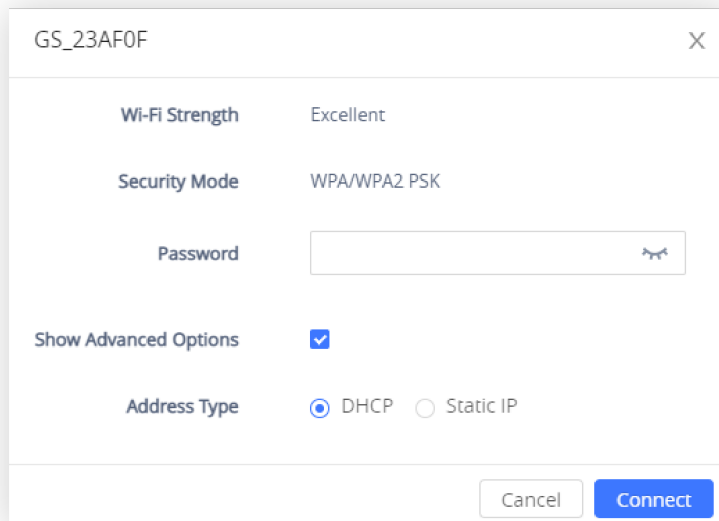 GS_23AF0F X
Wi-Fi Strength Excellent
Security Mode WPA/WPA2 PSK
Password
Show Advanced Options
Address Type DHCP Static IP
Cancel Connect